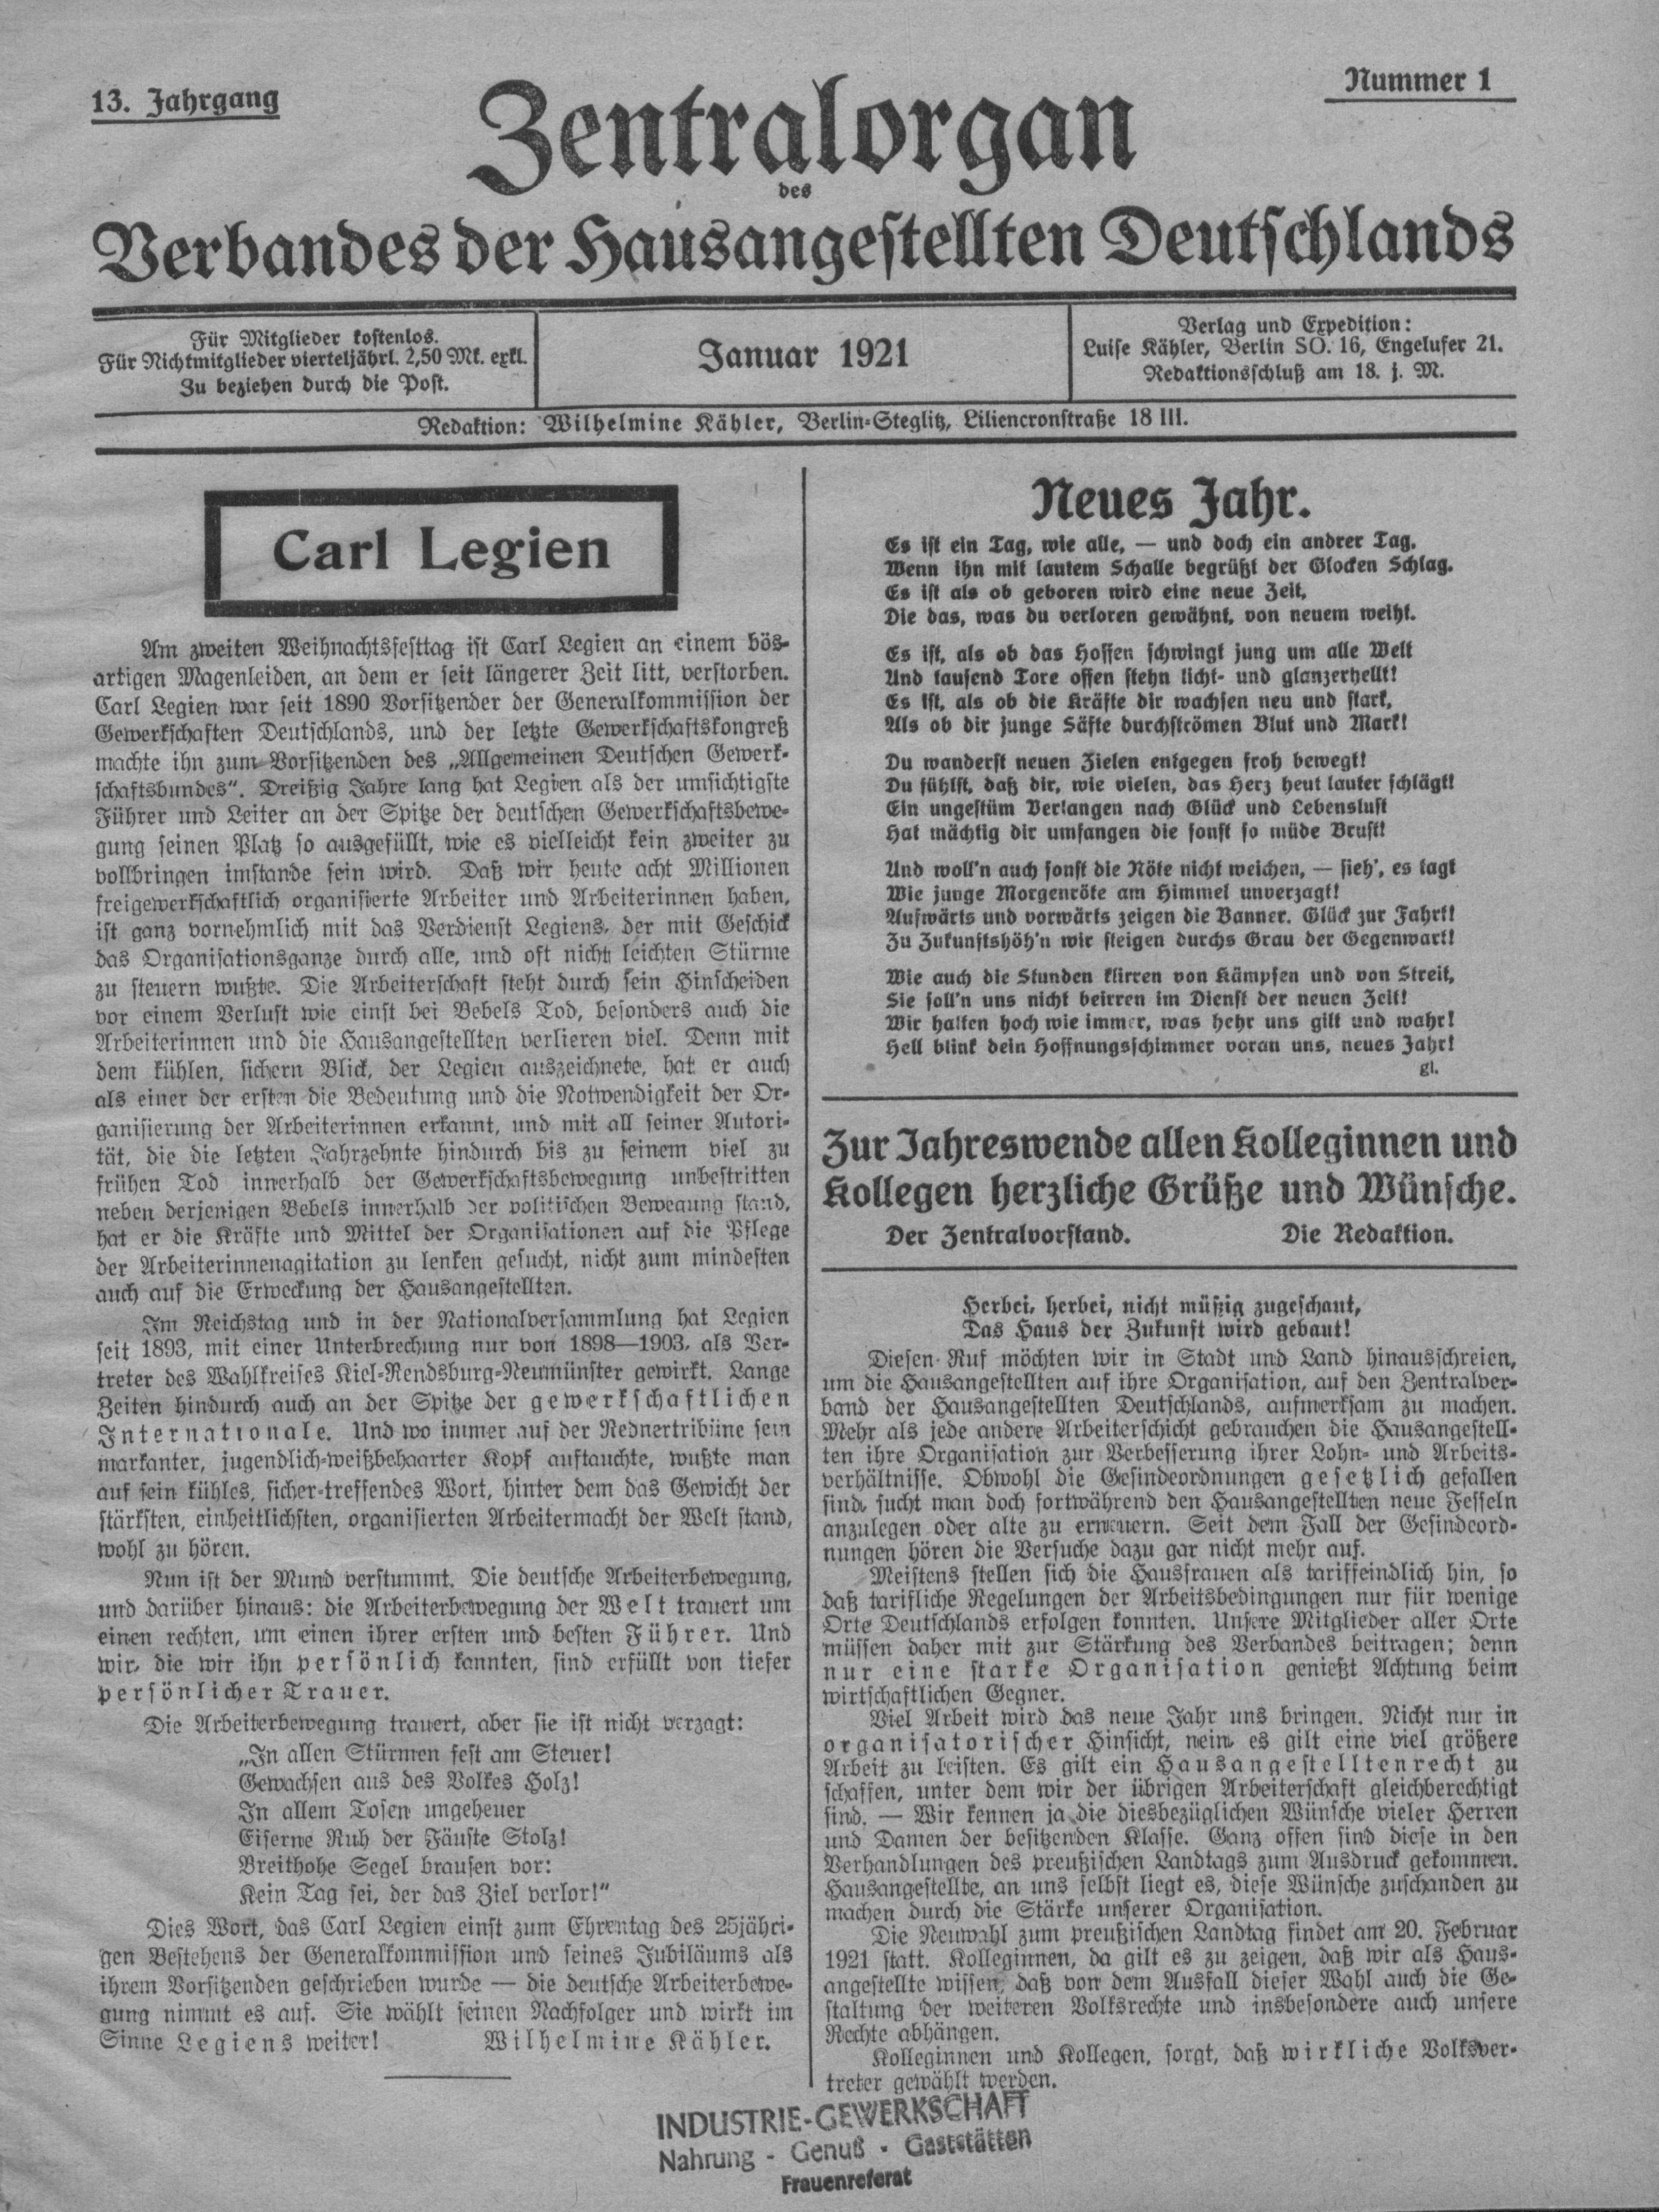 13. Jahrgang
Nummer 1
Zentralorgan
des
Verbandes der Hausangestellten Deutschlands
Für Mitglieder kostenlos.
Für Nichtmitglieder vierteljährl. 2,50 Mk. exkl.
Zu beziehen durch die Post.
Januar 1921
Verlag und Expedition:
Luise Kähler, Berlin SO. 16, Engelufer 21.
Redaktionsschluß am 18. j. M.
Redaktion: Wilhelmine Kähler, Berlin-Steglitz, Liliencronstraße 18 III.
Carl Legien
Am zweiten Weihnachtsfesttag ist Carl Legien an einem bös-
artigen Magenleiden, an dem er seit längerer Zeit litt, verstorben.
Carl Legien war seit 1890 Vorsitzender der Generalkommission der
Gewerkschaften Deutschlands, und der letzte Gewerkschaftskongreß
machte ihn zum Vorsitzenden des „Allgemeinen Deutschen Gewerk-
schaftsbundes“. Dreißig Jahre lang hat Legien als der umsichtigste
Führer und Leiter an der Spitze der deutschen Gewerkschaftsbewe-
gung seinen Platz so ausgefüllt, wie es vielleicht kein zweiter zu
vollbringen imstande sein wird. Daß wir heute acht Millionen
freigewerkschaftlich organisierte Arbeiter und Arbeiterinnen haben,
ist ganz vornehmlich mit das Verdienst Legiens, der mit Geschick
das Organisationsganze durch alle, und oft nicht leichten Stürme
zu steuern wußte. Die Arbeiterschaft steht durch sein Hinscheiden
vor einem Verlust wie einst bei Bebels Tod, besonders auch die
Arbeiterinnen und die Hausangestellten verlieren viel. Denn mit
dem kühlen, sichern Blick, der Legien auszeichnete, hat er auch
als einer der ersten die Bedeutung und die Notwendigkeit der Or-
ganisierung der Arbeiterinnen erkannt, und mit all seiner Autori-
tät, die die letzten Jahrzehnte hindurch bis zu seinem viel zu
frühen Tod innerhalb der Gewerkschaftsbewegung unbestritten
neben derjenigen Bebels innerhalb der politischen Bewegung stand,
hat er die Kräfte und Mittel der Organisationen auf die Pflege
der Arbeiterinnenagitation zu lenken gesucht, nicht zum mindesten
auch auf die Erweckung der Hausangestellten.
Im Reichstag und in der Nationalversammlung hat Legien
seit 1893, mit einer Unterbrechung nur von 1898—1903, als Ver-
treter des Wahlkreises Kiel-Rendsburg-Neumünster gewirkt. Lange
Zeiten hindurch auch an der Spitze der gewerkschaftlichen
Internationale. Und wo immer auf der Rednertribüne sein
markanter, jugendlich-weißbehaarter Kopf auftauchte, wußte man
auf sein kühles, sicher-treffendes Wort, hinter dem das Gewicht der
stärksten, einheitlichsten, organisierten Arbeitermacht der Welt stand,
wohl zu hören.
Nun ist der Mund verstummt. Die deutsche Arbeiterbewegung,
und darüber hinaus: die Arbeiterbewegung der Welt trauert um
einen rechten, um einen ihrer ersten und besten Führer. Und
wir, die wir ihn persönlich kannten, sind erfüllt von tiefer
persönlicher Trauer.
Die Arbeiterbewegung trauert, aber sie ist nicht verzagt:
„In allen Stürmen fest am Steuer!
Gewachsen aus des Volkes Holz!
In allem Tosen ungeheuer
Eiserne Ruh der Fäuste Stolz!
Breithohe Segel brausen vor:
Kein Tag sei, der das Ziel verlor!“
Dies Wort, das Carl Legien einst zum Ehrentag des 25jähri-
gen Bestehens der Generalkommission und seines Jubiläums als
ihrem Vorsitzenden geschrieben wurde — die deutsche Arbeiterbewe-
gung nimmt es auf. Sie wählt seinen Nachfolger und wirkt im
Sinne Legiens weiter! Wilhelmine Kähler.
Neues Jahr.
Es ist ein Tag, wie alle, — und doch ein andrer Tag,
Wenn ihn mit lautem Schalle begrüßt der Glocken Schlag.
Es ist als ob geboren wird eine neue Zeit,
Die das, was du verloren gewähnt, von neuem weiht.
Es ist, als ob das Hoffen schwingt jung um alle Welt
Und tausend Tore offen stehn licht- und glanzerhellt!
Es ist, als ob die Kräfte dir wachsen neu und stark,
Als ob dir junge Säfte durchströmen Blut und Mark!
Du wanderst neuen Zielen entgegen froh bewegt!
Du fühlst, daß dir, wie vielen, das Herz heut lauter schlägt!
Ein ungestüm Verlangen nach Glück und Lebenslust
Hat mächtig dir umfangen die sonst so müde Brust!
Und woll'n auch sonst die Nöte nicht weichen, — sieh', es tagt
Wie junge Morgenröte am Himmel unverzagt!
Aufwärts und vorwärts zeigen die Banner. Glück zur Fahrt!
Zu Zukunftshöh'n wir steigen durchs Grau der Gegenwart!
Wie auch die Stunden klirren von Kämpfen und von Streit,
Sie soll'n uns nicht beirren im Dienst der neuen Zeit!
Wir halten hoch wie immer, was hehr uns gilt und wahr!
Hell blink dein Hoffnungsschimmer voran uns, neues Jahr!
gl.
Zur Jahreswende allen Kolleginnen und
Kollegen herzliche Grüße und Wünsche.
Der Zentralvorstand. Die Redaktion.
Herbei, herbei, nicht müßig zugeschaut,
Das Haus der Zukunft wird gebaut!
Diesen Ruf möchten wir in Stadt und Land hinausschreien,
um die Hausangestellten auf ihre Organisation, auf den Zentralver-
band der Hausangestellten Deutschlands, aufmerksam zu machen.
Mehr als jede andere Arbeiterschicht gebrauchen die Hausangestell-
ten ihre Organisation zur Verbesserung ihrer Lohn- und Arbeits-
verhältnisse. Obwohl die Gesindeordnungen gesetzlich gefallen
sind, sucht man doch fortwährend den Hausangestellten neue Fesseln
anzulegen oder alte zu erneuern. Seit dem Fall der Gesindeord-
nungen hören die Versuche dazu gar nicht mehr auf.
Meistens stellen sich die Hausfrauen als tariffeindlich hin, so
daß tarifliche Regelungen der Arbeitsbedingungen nur für wenige
Orte Deutschlands erfolgen konnten. Unsere Mitglieder aller Orte
müssen daher mit zur Stärkung des Verbandes beitragen; denn
nur eine starke Organisation genießt Achtung beim
wirtschaftlichen Gegner.
Viel Arbeit wird das neue Jahr uns bringen. Nicht nur in
organisatorischer Hinsicht, nein, es gilt eine viel größere
Arbeit zu leisten. Es gilt ein Hausangestelltenrecht zu
schaffen, unter dem wir der übrigen Arbeiterschaft gleichberechtigt
sind. — Wir kennen ja die diesbezüglichen Wünsche vieler Herren
und Damen der besitzenden Klasse. Ganz offen sind diese in den
Verhandlungen des preußischen Landtags zum Ausdruck gekommen.
Hausangestellte, an uns selbst liegt es, diese Wünsche zuschanden zu
machen durch die Stärke unserer Organisation.
Die Neuwahl zum preußischen Landtag findet am 20. Februar
1921 statt. Kolleginnen, da gilt es zu zeigen, daß wir als Haus-
angestellte wissen, daß von dem Ausfall dieser Wahl auch die Ge-
staltung der weiteren Volksrechte und insbesondere auch unsere
Rechte abhängen.
Kolleginnen und Kollegen, sorgt, daß wirkliche Volksver-
treter gewählt werden.
INDUSTRIE-GEWERKSCHAFT
Nahrung - Genuß - Gaststätten
Frauenreferat